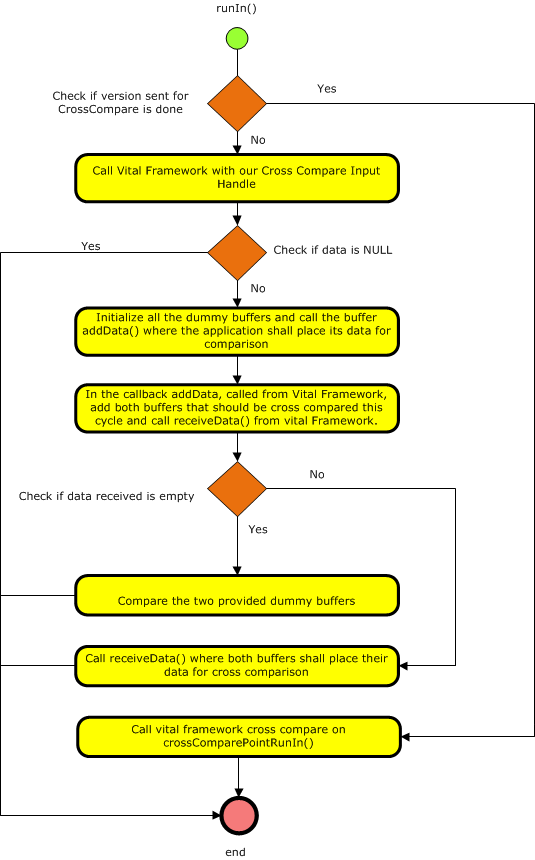 runIn()
Check if version sent for
CrossCompare is done
Yes
No
Call Vital Framework with our Cross Compare Input
Handle
Yes
Check if data is NULL
No
Initialize all the dummy buffers and call the buffer
addData() where the application shall place its data for
comparison
In the callback addData, called from Vital Framework,
add both buffers that should be cross compared this
cycle and call receiveData() from vital Framework.
No
Check if data received is empty
Yes
Compare the two provided dummy buffers
Call receiveData() where both buffers shall place their
data for cross comparison
Call vital framework cross compare on
crossComparePointRunIn()
end